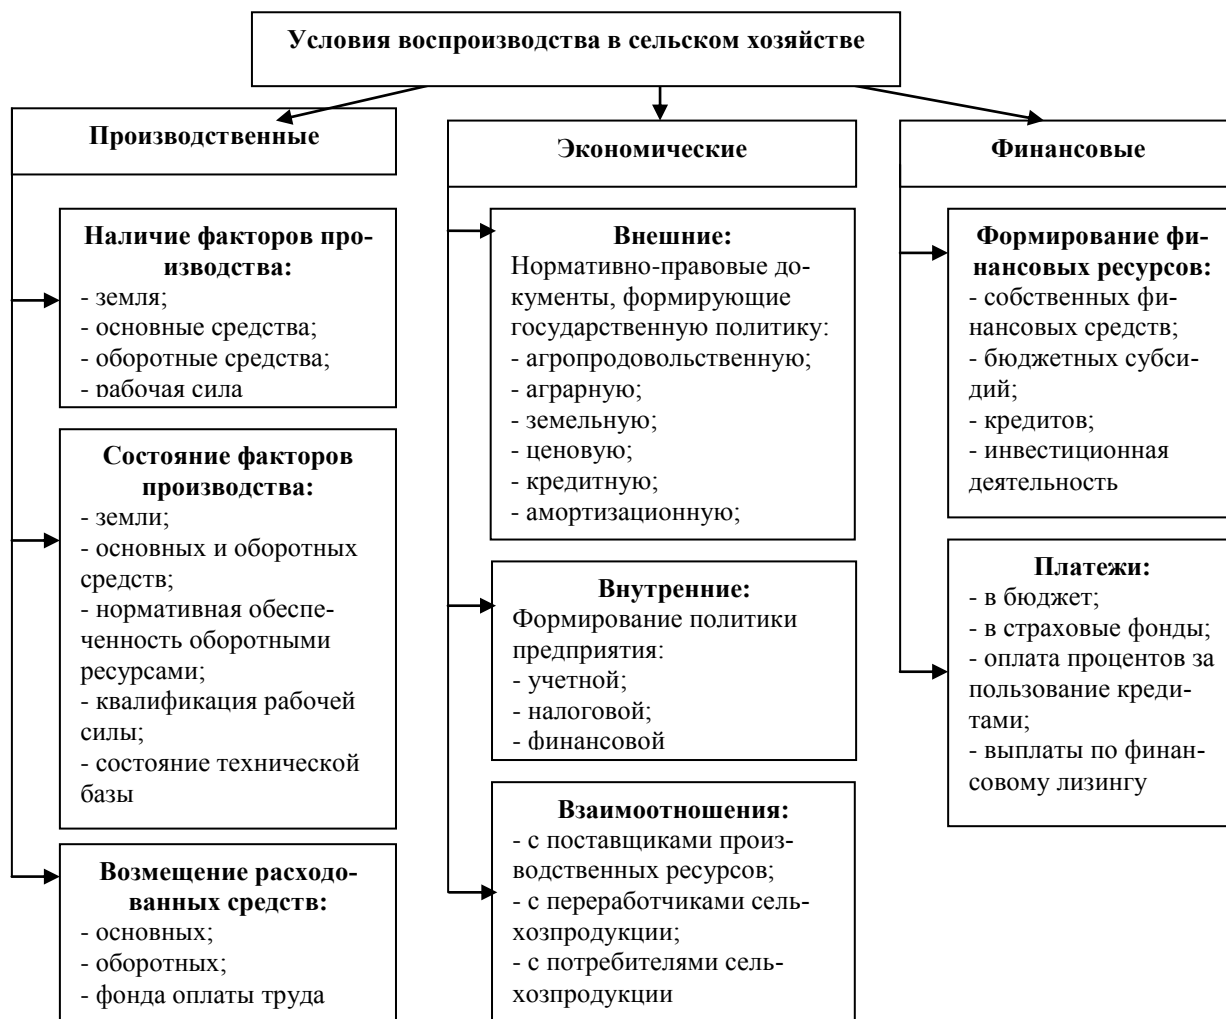 Условия воспроизводства в сельском хозяйстве
Производственные
Наличие факторов про-
изводства:
- земля;
- основные средства;
- оборотные средства;
- рабочая сила
Состояние факторов
производства:
- земли;
- основных и оборотных
средств;
- нормативная обеспе-
ченность оборотными
ресурсами;
- квалификация рабочей
силы;
- состояние технической
базы
Возмещение расходо-
ванных средств:
- основных;
- оборотных;
- фонда оплаты труда
Экономические
Внешние:
Нормативно-правовые до-
кументы, формирующие
государственную политику:
- агропродовольственную;
- аграрную;
- земельную;
- ценовую;
- кредитную;
- амортизационную;
Внутренние:
Формирование политики
предприятия:
- учетной;
- налоговой;
- финансовой
Взаимоотношения:
- с поставщиками произ-
водственных ресурсов;
- с переработчиками сель-
хозпродукции;
- с потребителями сель-
хозпродукции
Финансовые
Формирование фи-
нансовых ресурсов:
- собственных фи-
нансовых средств;
- бюджетных субси-
дий;
- кредитов;
- инвестиционная
деятельность
Платежи:
- в бюджет;
- в страховые фонды;
- оплата процентов за
пользование креди-
тами;
- выплаты по финан-
совому лизингу